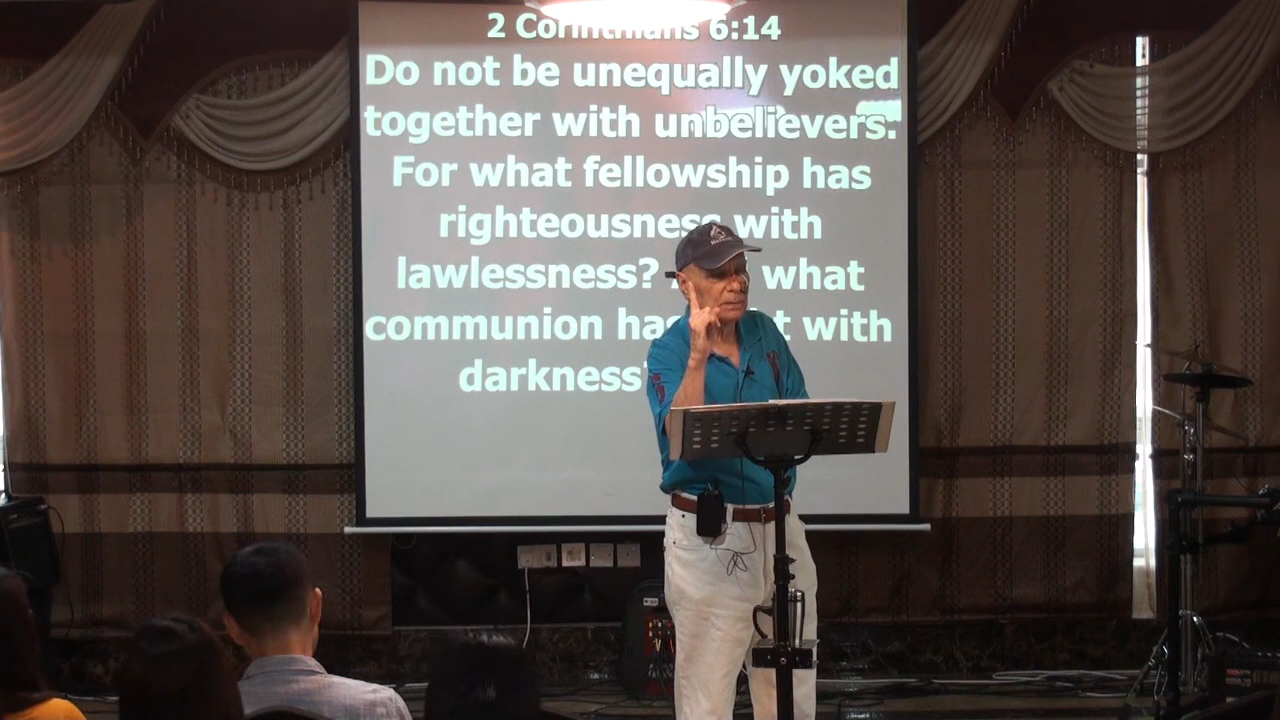 2 Corinthians 6:14
Do not be unequally yoked
together with unbelievers.
For what fellowship has
righteousness with
lawlessness? what
communion has with
darkness